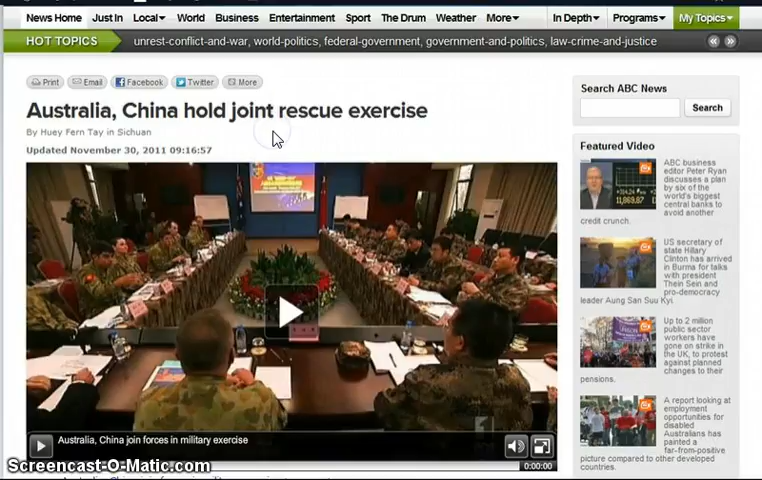 News Home Just In Local World Business Entertainment Sport The Drum Weather More In Depth Programs My Topics
HOT TOPICS unrest-conflict-and-war, world-politics, federal-government, government-and-politics, law-crime-and-justice
Print Email Facebook Twitter More
Australia, China hold joint rescue exercise
By Huey Fern Tay in Sichuan
Updated November 30, 2011 09:16:57
Australia, China join forces in military exercise
0:00:00
Screencast-O-Matic.com
Search ABC News
Search
Featured Video
ABC business
editor Peter Ryan
discusses a plan
by six of the
world's biggest
central banks to
avoid another
credit crunch.
US secretary of
state Hillary
Clinton has arrived
in Burma for talks
with president
Thein Sein and
pro-democracy
leader Aung San Suu Kyi.
Up to 2 million
public sector
workers have
gone on strike in
the UK, to protest
against planned
changes to their
pensions.
A report looking at
employment
opportunities for
disabled
Australians has
painted a
far-from-positive
picture compared to other developed
countries.